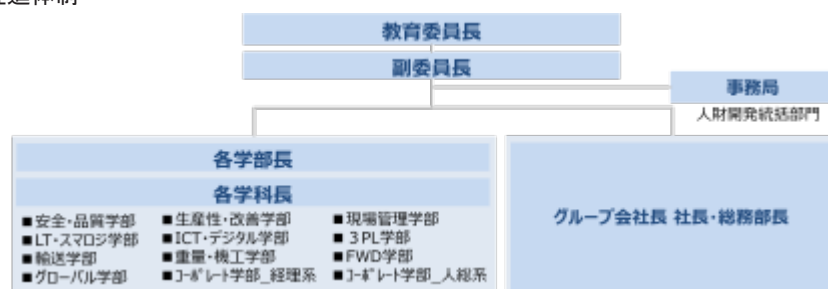 教育委員長
副委員長
事務局
人財開発統括部門
各学部長
各学科長
■安全・品質学部 ■生産性・改善学部 ■現場管理学部
■LT・スマロジ学部 ■ICT・デジタル学部 ■3PL学部
■輸送学部 ■重量・機工学部 ■FWD学部
■グローバル学部 ■コーポレート学部_経理系 ■コーポレート学部_人総系
グループ会社長 社長・総務部長